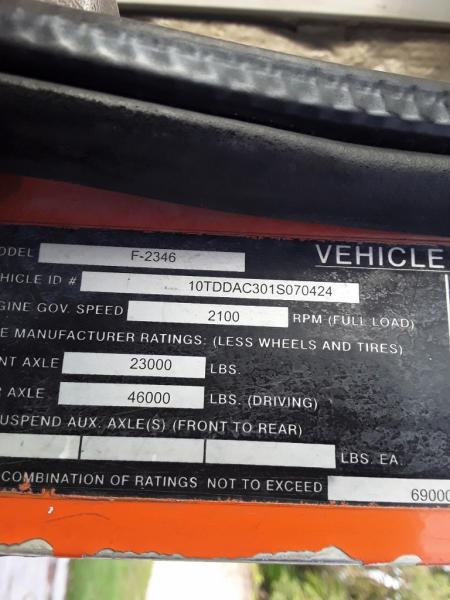 ODEL F-2346 VEHICLE
EHICLE ID # 10TDDAC301S070424
GINE GOV. SPEED 2100 RPM (FULL LOAD)
E MANUFACTURER RATINGS: (LESS WHEELS AND TIRES)
NT AXLE 23000 LBS.
R AXLE 46000 LBS. (DRIVING)
USPEND AUX. AXLE(S) (FRONT TO REAR)
LBS. EA.
COMBINATION OF RATINGS NOT TO EXCEED 69000